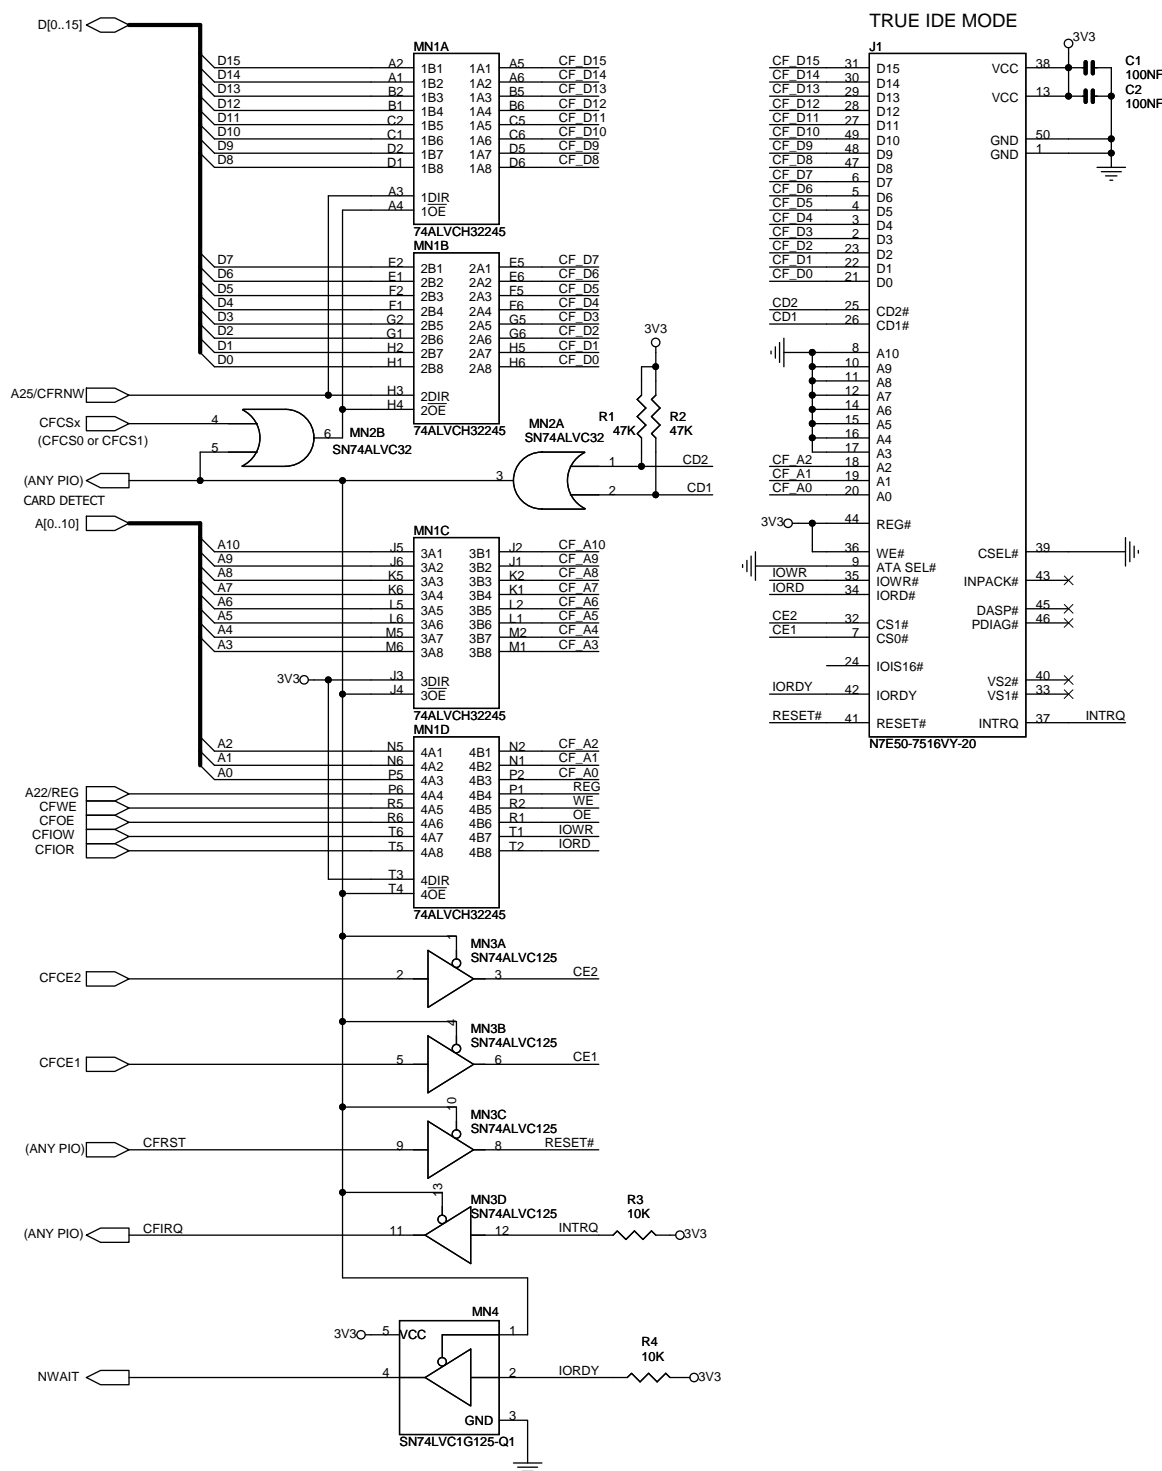 TRUE IDE MODE
D[0..15]
MN1A
D15 A2 1B1 1A1 A5 CF_D15
D14 A1 1B2 1A2 A6 CF_D14
D13 B2 1B3 1A3 B5 CF_D13
D12 B1 1B4 1A4 B6 CF_D12
D11 C2 1B5 1A5 C5 CF_D11
D10 C1 1B6 1A6 C6 CF_D10
D9 D2 1B7 1A7 D5 CF_D9
D8 D1 1B8 1A8 D6 CF_D8
A3 1DIR
A4 1OE
74ALVCH32245
MN1B
D7 E2 2B1 2A1 E5 CF_D7
D6 E1 2B2 2A2 E6 CF_D6
D5 F2 2B3 2A3 F5 CF_D5
D4 F1 2B4 2A4 F6 CF_D4
D3 G2 2B5 2A5 G5 CF_D3
D2 G1 2B6 2A6 G6 CF_D2
D1 H2 2B7 2A7 H5 CF_D1
D0 H1 2B8 2A8 H6 CF_D0
A25/CFRNW H3 2DIR
H4 2OE
74ALVCH32245
CFCSx 4
(CFCS0 or CFCS1)
5 6
MN2B
SN74ALVC32
3V3
R1
47K
R2
47K
MN2A
SN74ALVC32
1 CD2
2 CD1
3
(ANY PIO)
CARD DETECT
A[0..10]
MN1C
A10 J5 3A1 3B1 J2 CF_A10
A9 J6 3A2 3B2 J1 CF_A9
A8 K5 3A3 3B3 K2 CF_A8
A7 K6 3A4 3B4 K1 CF_A7
A6 L5 3A5 3B5 L2 CF_A6
A5 L6 3A6 3B6 L1 CF_A5
A4 M5 3A7 3B7 M2 CF_A4
A3 M6 3A8 3B8 M1 CF_A3
3V3 J3 3DIR
J4 3OE
74ALVCH32245
MN1D
A2 N5 4A1 4B1 N2 CF_A2
A1 N6 4A2 4B2 N1 CF_A1
A0 P5 4A3 4B3 P2 CF_A0
A22/REG P6 4A4 4B4 P1 REG
CFWE R5 4A5 4B5 R2 WE
CFOE R6 4A6 4B6 R1 OE
CFIOW T6 4A7 4B7 T1 IOWR
CFIOR T5 4A8 4B8 T2 IORD
T3 4DIR
T4 4OE
74ALVCH32245
MN3A
SN74ALVC125
1
CFCE2 2 3 CE2
MN3B
SN74ALVC125
4
CFCE1 5 6 CE1
MN3C
SN74ALVC125
10
(ANY PIO) CFRST 9 8 RESET#
MN3D
SN74ALVC125
13
R3
10K
(ANY PIO) CFIRQ 11 12 INTRQ 3V3
MN4
3V3 5 VCC 1
R4
10K
NWAIT 4 2 IORDY 3V3
GND 3
SN74LVC1G125-Q1
J1
3V3
CF_D15 31 D15 VCC 38
C1
100NF
CF_D14 30 D14
CF_D13 29 D13 VCC 13
C2
100NF
CF_D12 28 D12
CF_D11 27 D11
CF_D10 49 D10 GND 50
CF_D9 48 D9 GND 1
CF_D8 47 D8
CF_D7 6 D7
CF_D6 5 D6
CF_D5 4 D5
CF_D4 3 D4
CF_D3 2 D3
CF_D2 23 D2
CF_D1 22 D1
CF_D0 21 D0
CD2 25 CD2#
CD1 26 CD1#
8 A10
10 A9
11 A8
12 A7
14 A6
15 A5
16 A4
17 A3
CF_A2 18 A2
CF_A1 19 A1
CF_A0 20 A0
3V3 44 REG#
36 WE# CSEL# 39
9 ATA SEL#
IOWR 35 IOWR# INPACK# 43
IORD 34 IORD#
DASP# 45
CE2 32 CS1# PDIAG# 46
CE1 7 CS0#
24 IOIS16#
VS2# 40
IORDY 42 IORDY VS1# 33
RESET# 41 RESET# INTRQ 37 INTRQ
N7E50-7516VY-20